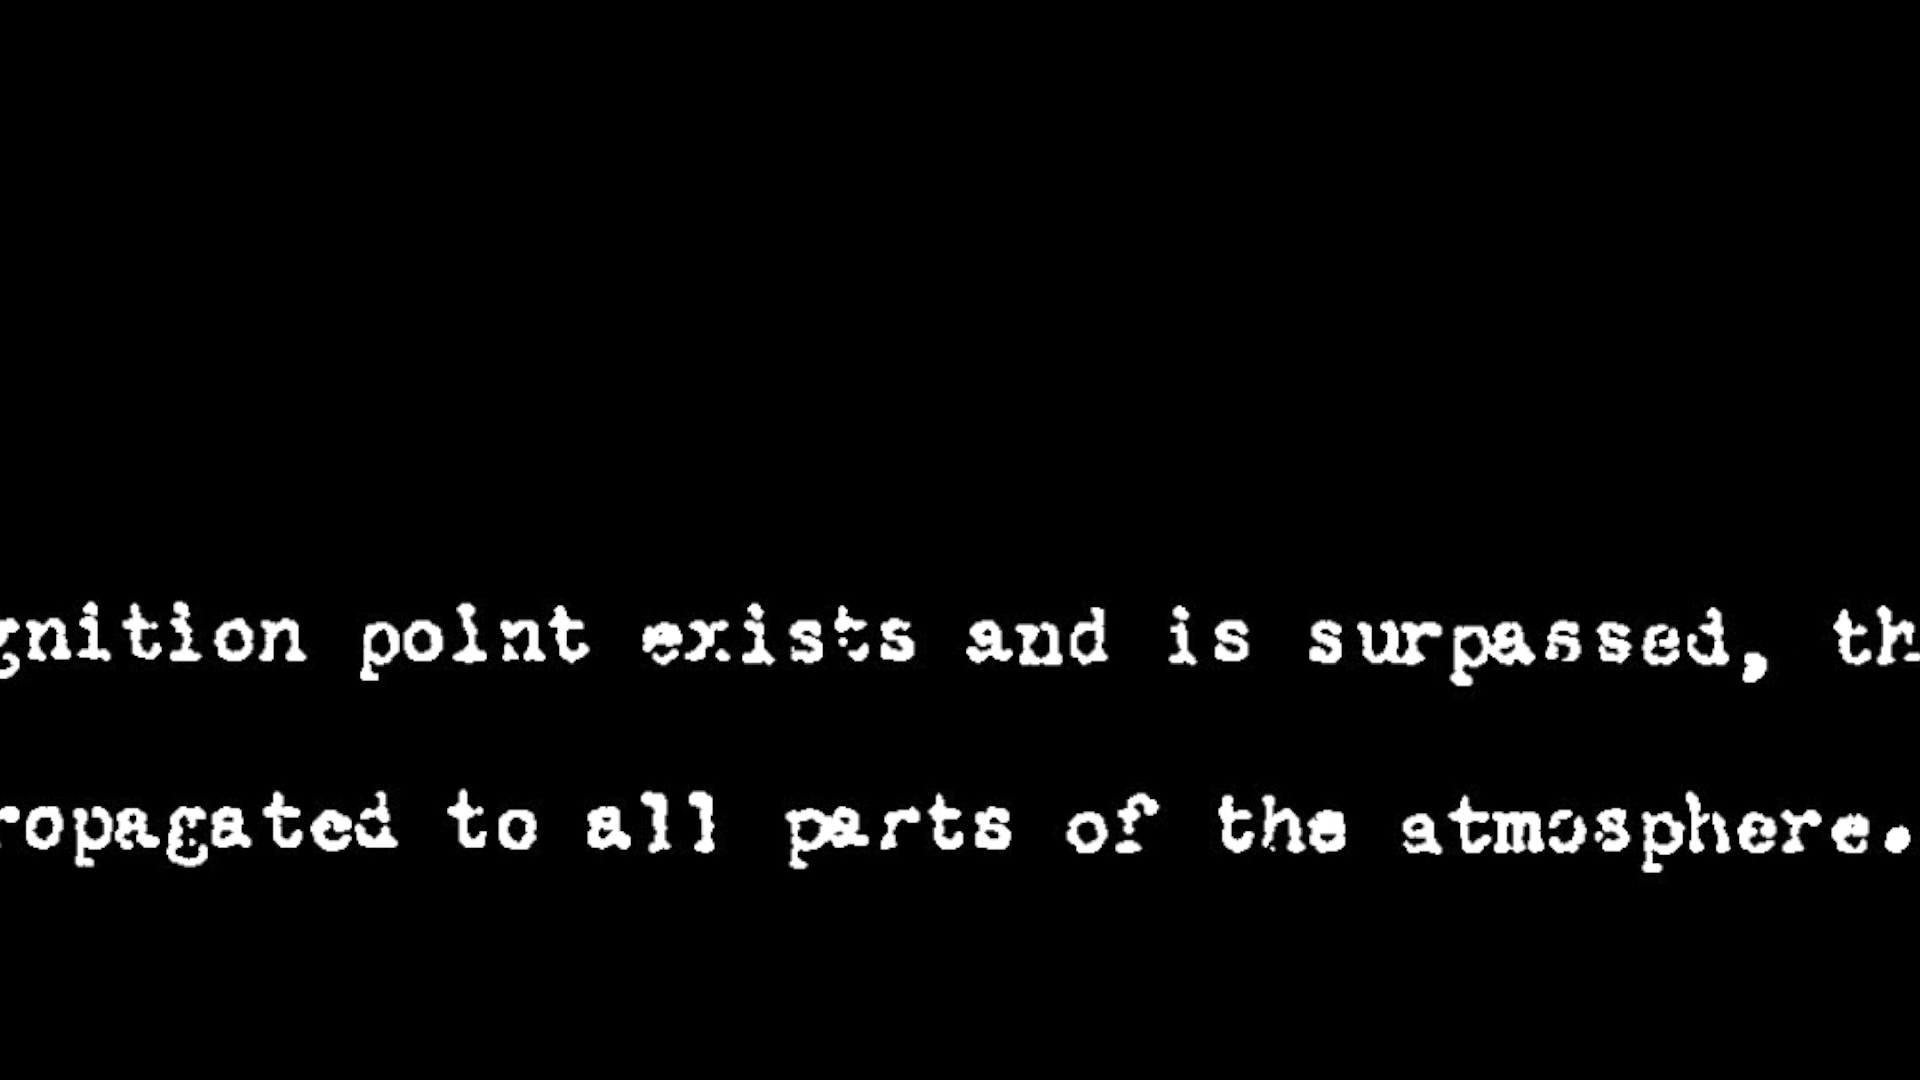 gnition point exists and is surpassed, th
ropagated to all parts of the atmosphere.